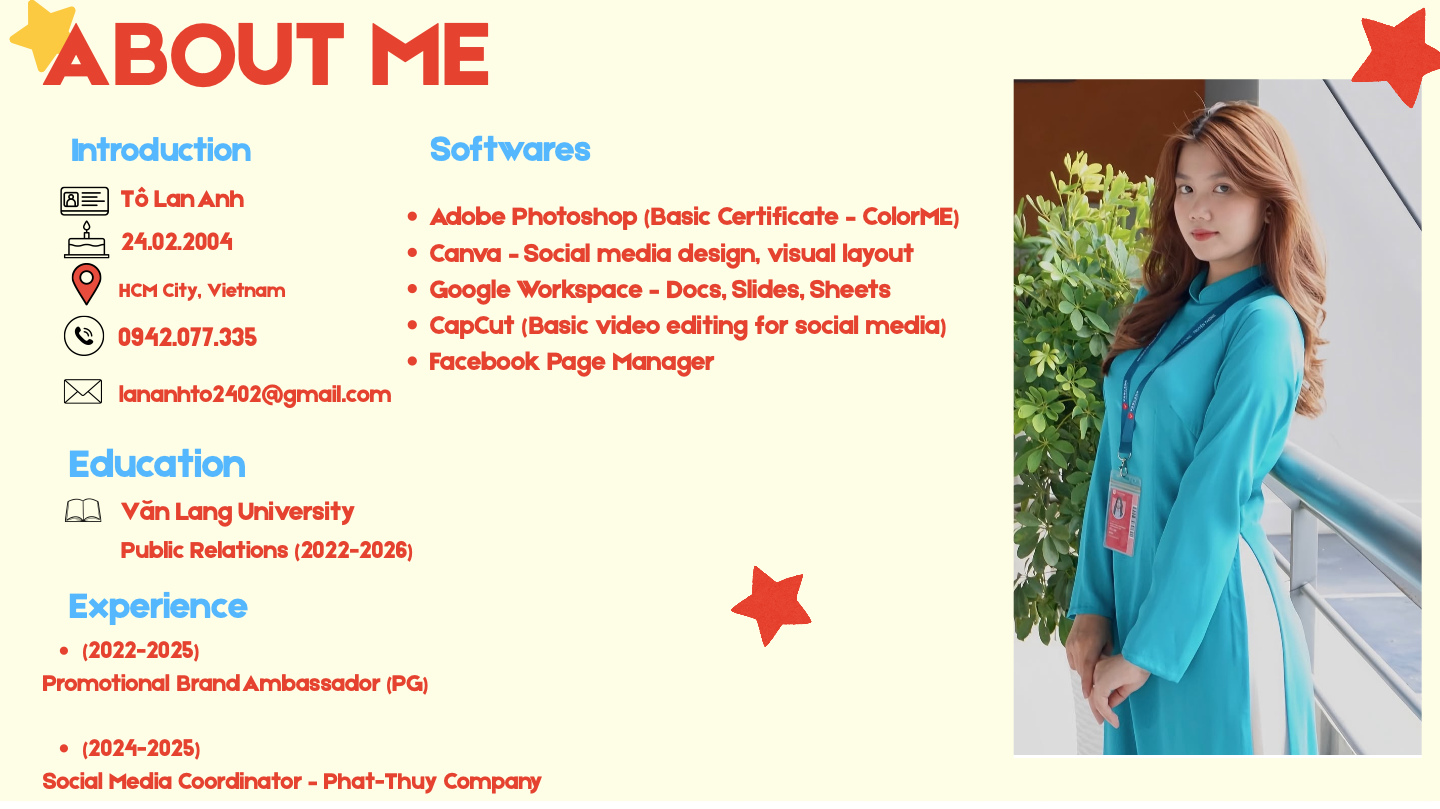 ABOUT ME
Introduction
Tô Lan Anh
24.02.2004
HCM City, Vietnam
0942.077.335
lananhto2402@gmail.com
Education
Văn Lang University
Public Relations (2022-2026)
Experience
• (2022-2025)
Promotional Brand Ambassador (PG)
• (2024-2025)
Social Media Coordinator - Phat-Thuy Company
Softwares
• Adobe Photoshop (Basic Certificate - ColorME)
• Canva - Social media design, visual layout
• Google Workspace - Docs, Slides, Sheets
• CapCut (Basic video editing for social media)
• Facebook Page Manager